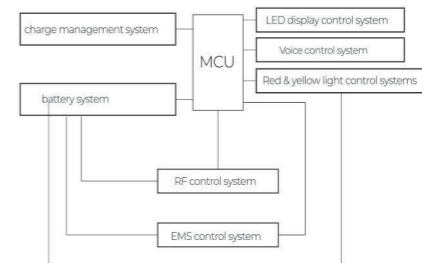 charge management system
LED display control system
MCU
Voice control system
Red & yellow light control systems
battery system
RF control system
EMS control system